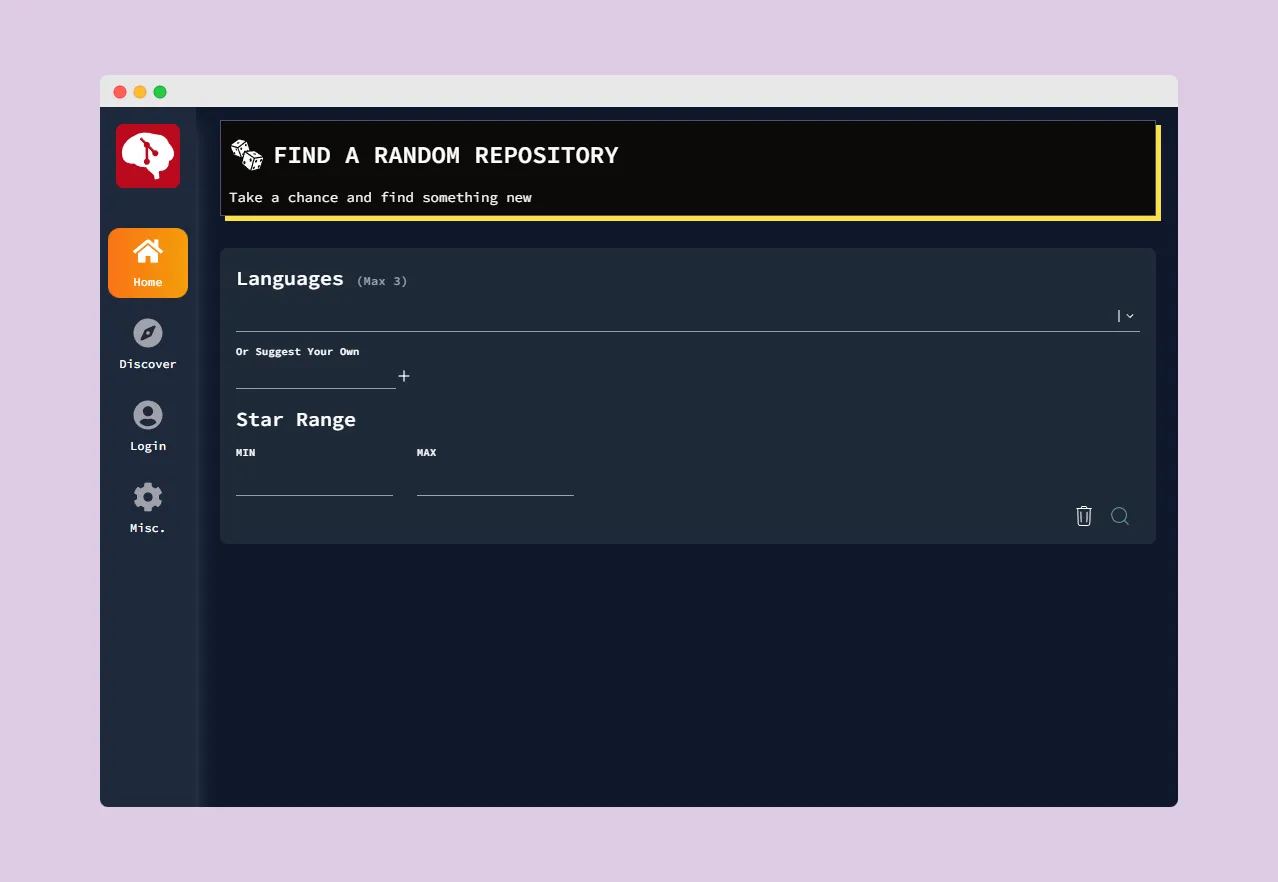 FIND A RANDOM REPOSITORY
Take a chance and find something new
Home
Discover
Login
Misc.
Languages (Max 3)
Or Suggest Your Own
Star Range
MIN MAX